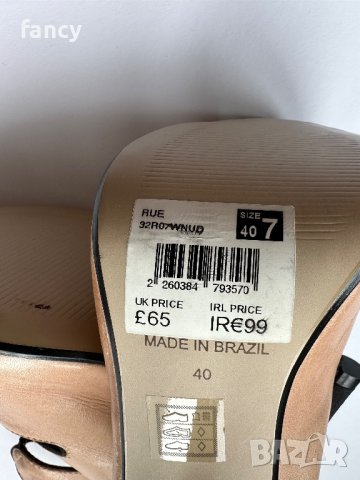 fancy
RUE
32R07WNUD
SIZE
40 7
2 260384 793570
UK PRICE
IRL PRICE
£65
IR€99
MADE IN BRAZIL
40
BAZAR